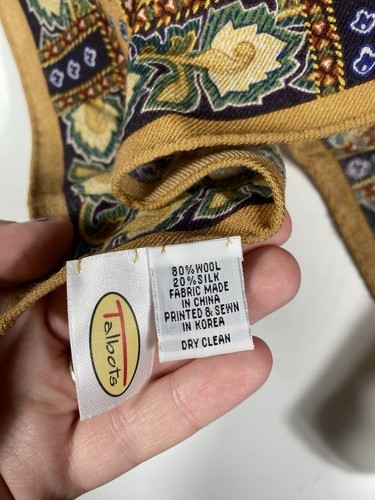 Talbots
80% WOOL
20% SILK
FABRIC MADE
IN CHINA
PRINTED & SEWN
IN KOREA
DRY CLEAN